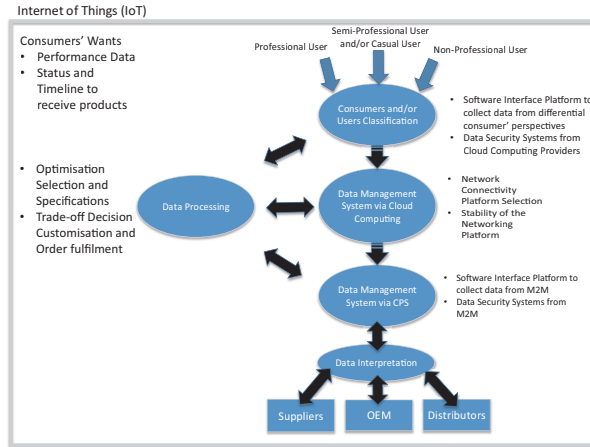 Internet of Things (IoT)
Consumers' Wants
• Performance Data
• Status and
Timeline to
receive products
Professional User
Semi-Professional User
and/or Casual User
Non-Professional User
Consumers and/or
Users Classification
• Software Interface Platform to
collect data from differential
consumer' perspectives
• Data Security Systems from
Cloud Computing Providers
• Optimisation
Selection and
Specifications
• Trade-off Decision
Customisation and
Order fulfilment
Data Processing
Data Management
System via Cloud
Computing
• Network
Connectivity
Platform Selection
• Stability of the
Networking
Platform
Data Management
System via CPS
• Software Interface Platform to
collect data from M2M
• Data Security Systems from
M2M
Data Interpretation
Suppliers
OEM
Distributors